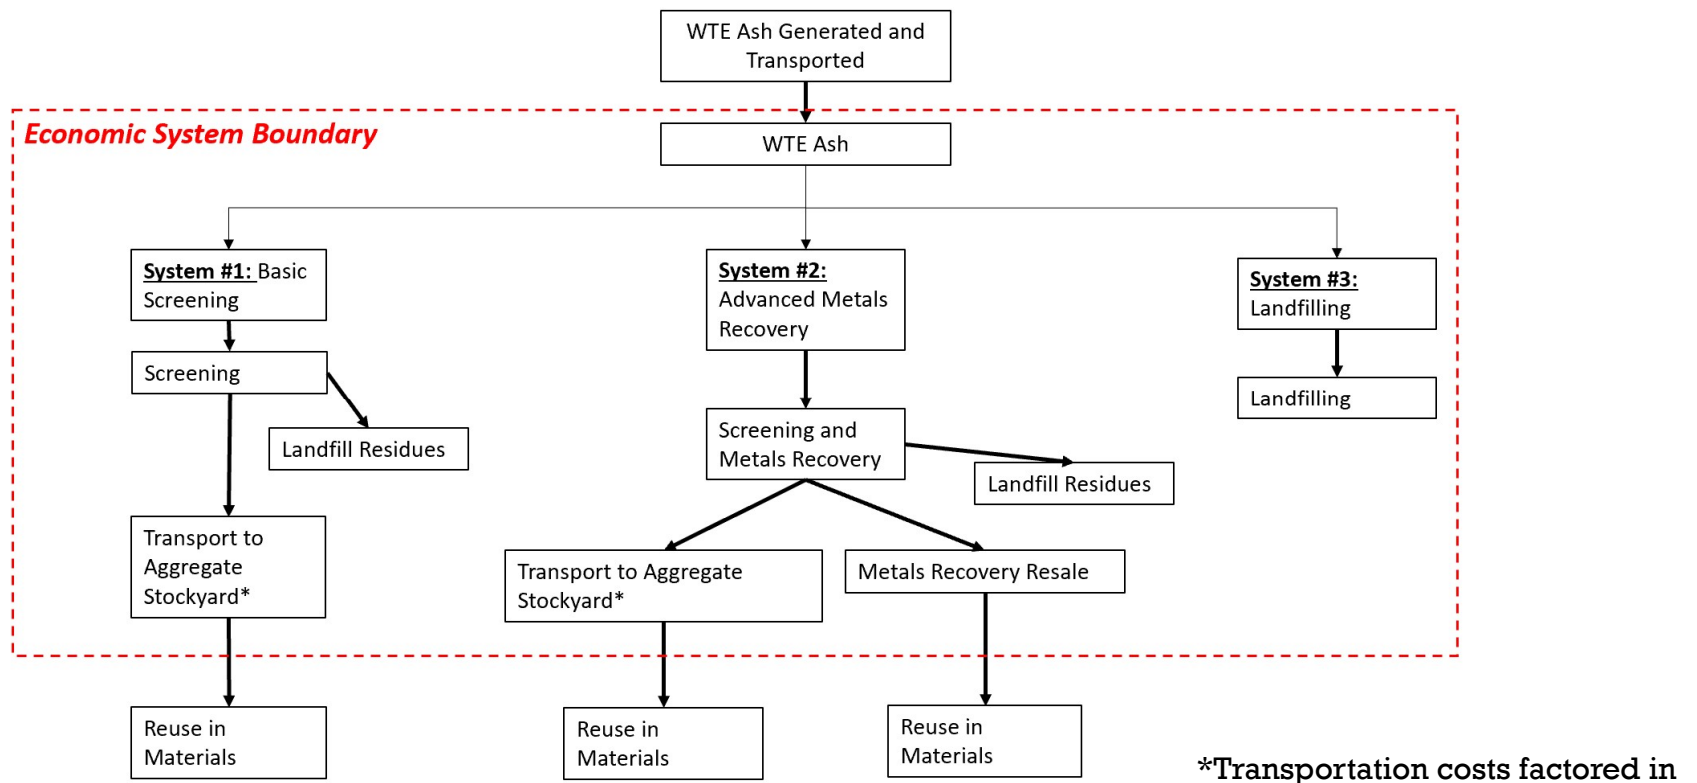 WTE Ash Generated and
Transported
Economic System Boundary
WTE Ash
System #1: Basic
Screening
System #2:
Advanced Metals
Recovery
System #3:
Landfilling
Screening
Landfilling
Landfill Residues
Screening and
Metals Recovery
Landfill Residues
Transport to
Aggregate
Stockyard*
Transport to Aggregate
Stockyard*
Metals Recovery Resale
Reuse in
Materials
Reuse in
Materials
Reuse in
Materials
*Transportation costs factored in